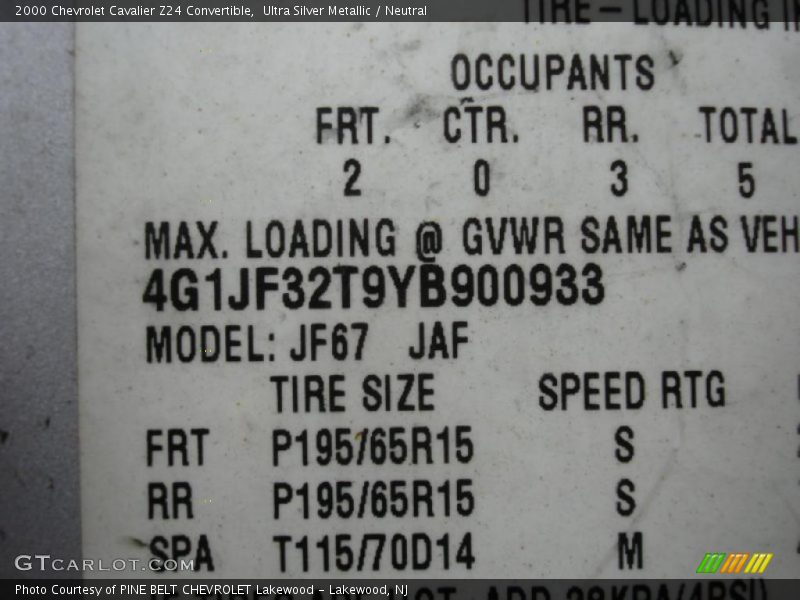 2000 Chevrolet Cavalier Z24 Convertible,  Ultra Silver Metallic / Neutral
TIRE - LOADING
OCCUPANTS
FRT. CTR. RR. TOTAL
2 0 3 5
MAX. LOADING @ GVWR SAME AS VEH
4G1JF32T9YB900933
MODEL: JF67 JAF
TIRE SIZE SPEED RTG
FRT P195/65R15 S
RR P195/65R15 S
SPA T115/70D14 M
GTCARLOT.COM
Photo Courtesy of PINE BELT CHEVROLET Lakewood - Lakewood, NJ